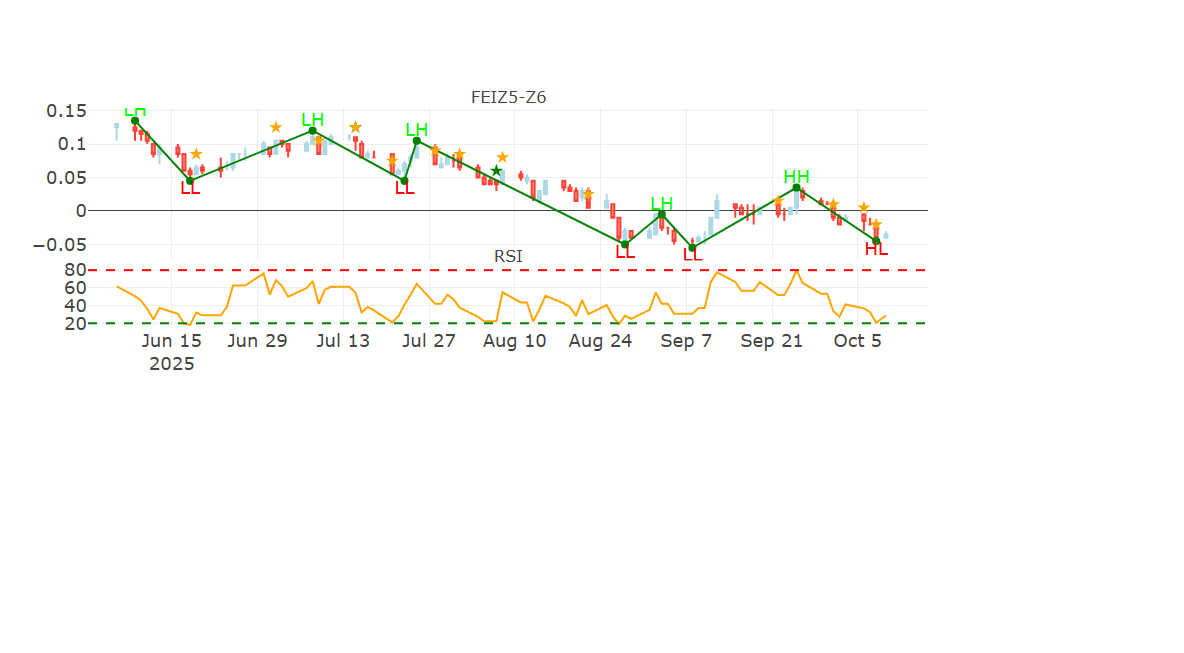 FEIZ5-Z6
0.15
0.1
0.05
0
−0.05
LH
LL
LH
LL
LH
LL
LH
LL
HH
HL
RSI
80
60
40
20
Jun 15 Jun 29 Jul 13 Jul 27 Aug 10 Aug 24 Sep 7 Sep 21 Oct 5
2025